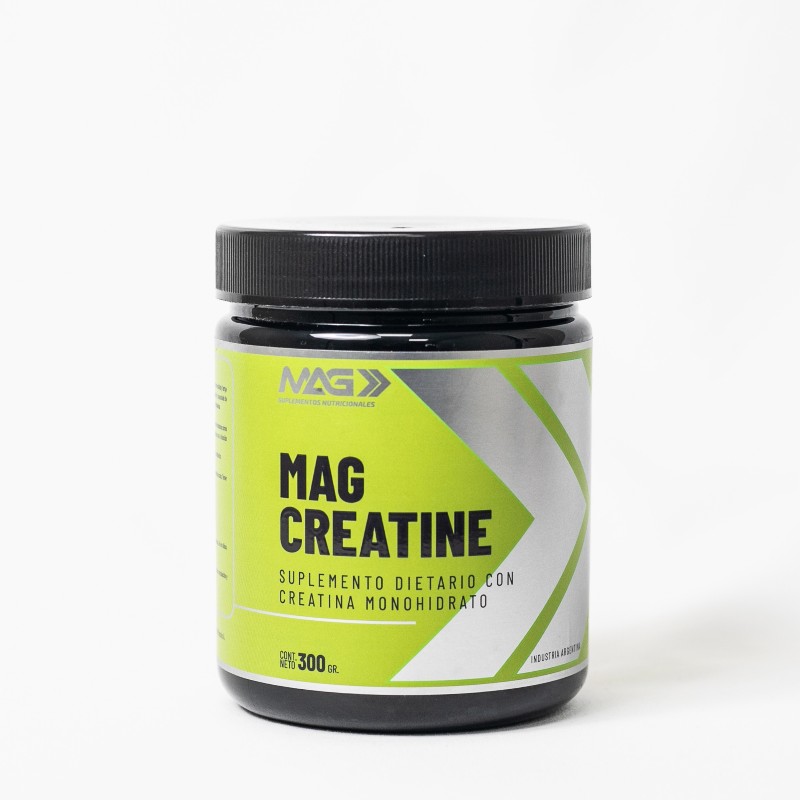 MAG
SUPLEMENTOS NUTRICIONALES
MAG
CREATINE
SUPLEMENTO DIETARIO CON
CREATINA MONOHIDRATO
CONT.
NETO 300 GR.
INDUSTRIA ARGENTINA